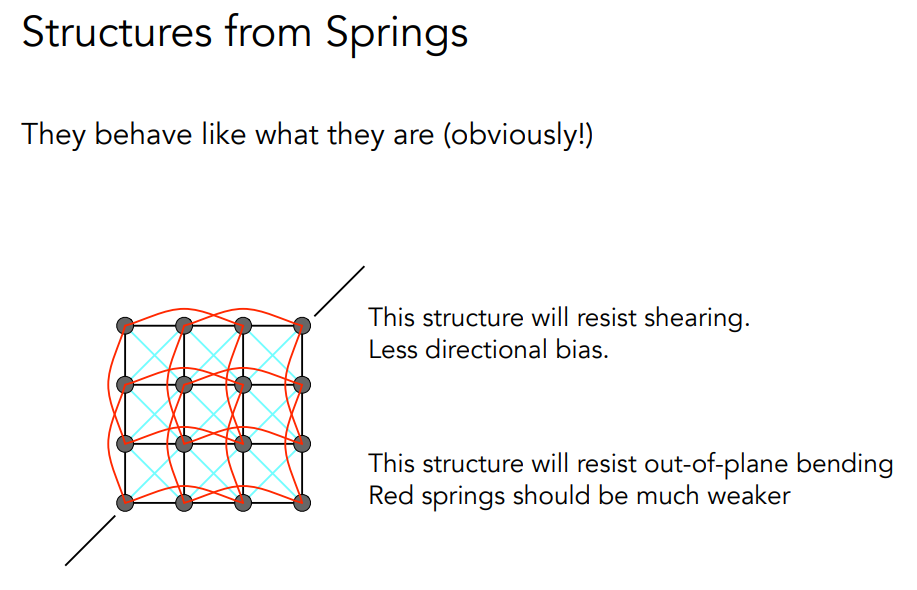 Structures from Springs
They behave like what they are (obviously!)
This structure will resist shearing.
Less directional bias.
This structure will resist out-of-plane bending
Red springs should be much weaker